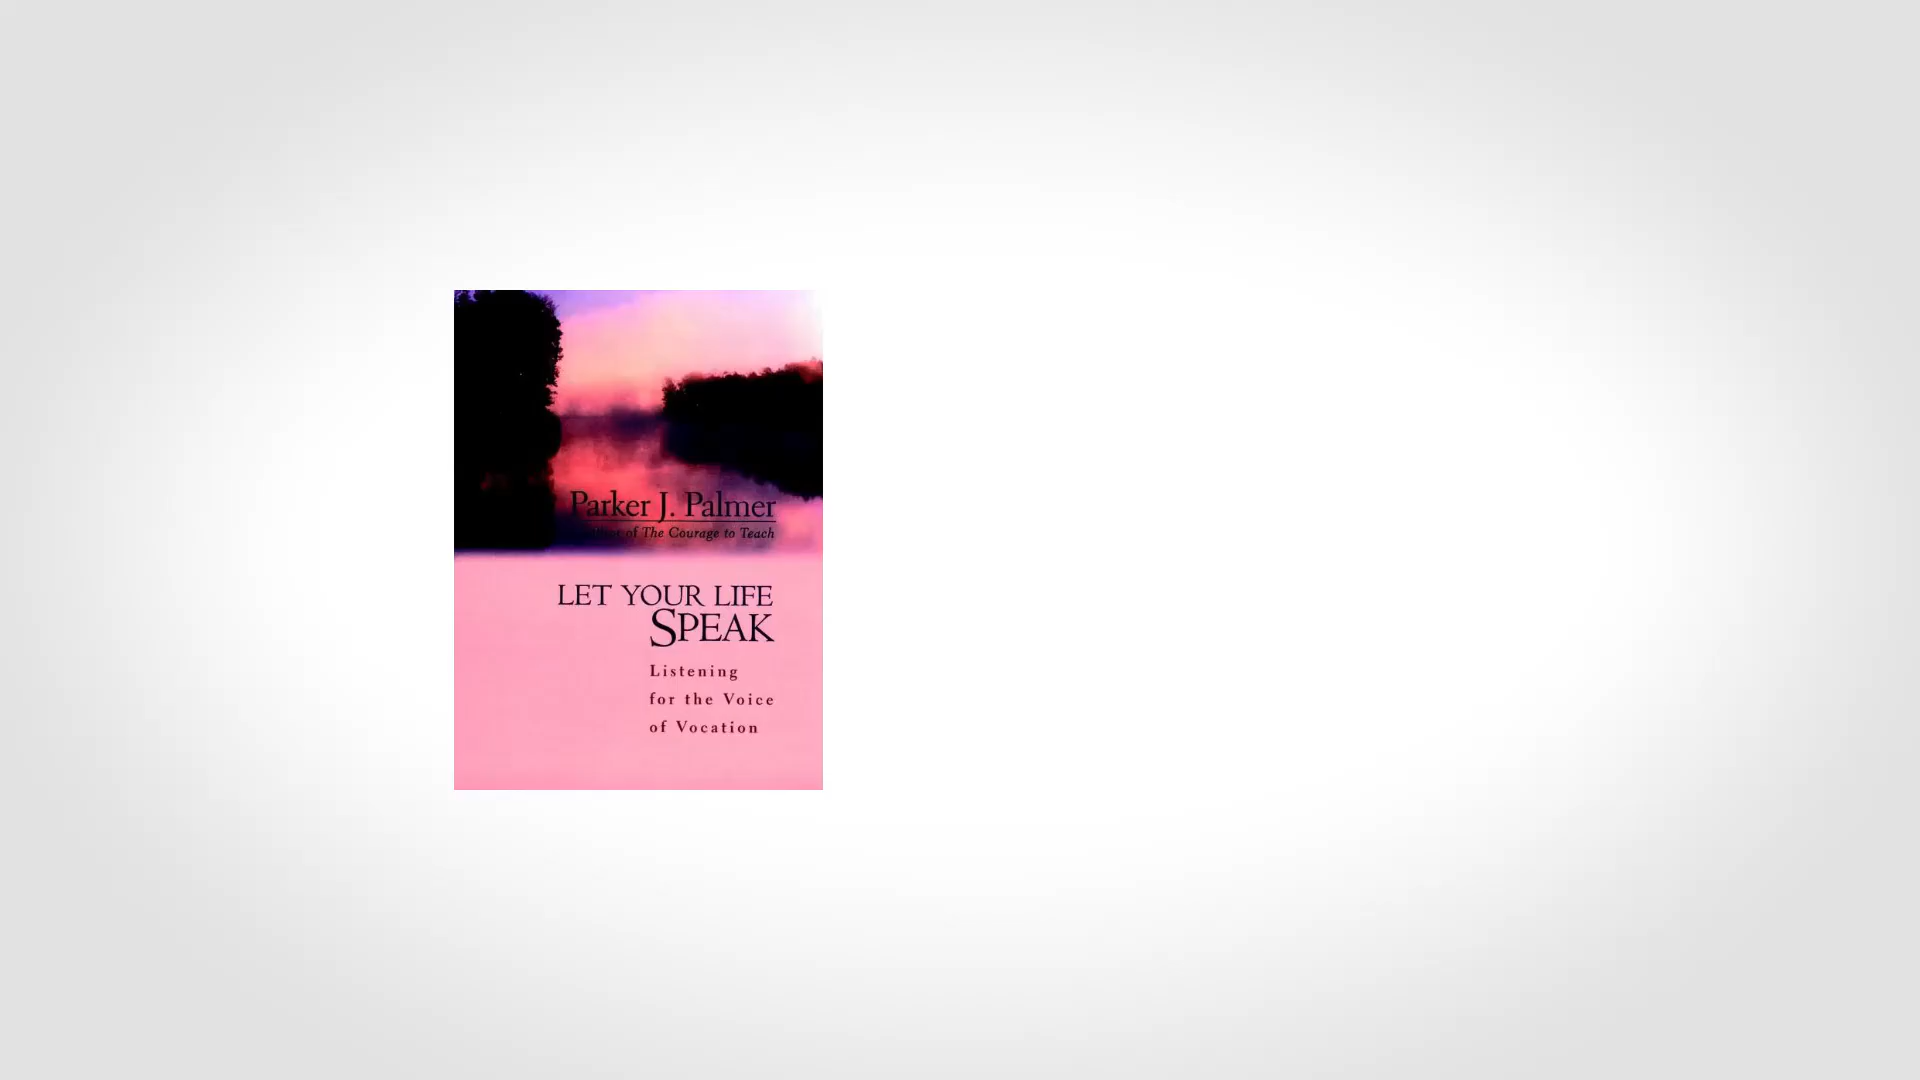 Parker J. Palmer
of The Courage to Teach
LET YOUR LIFE
SPEAK
Listening
for the Voice
of Vocation